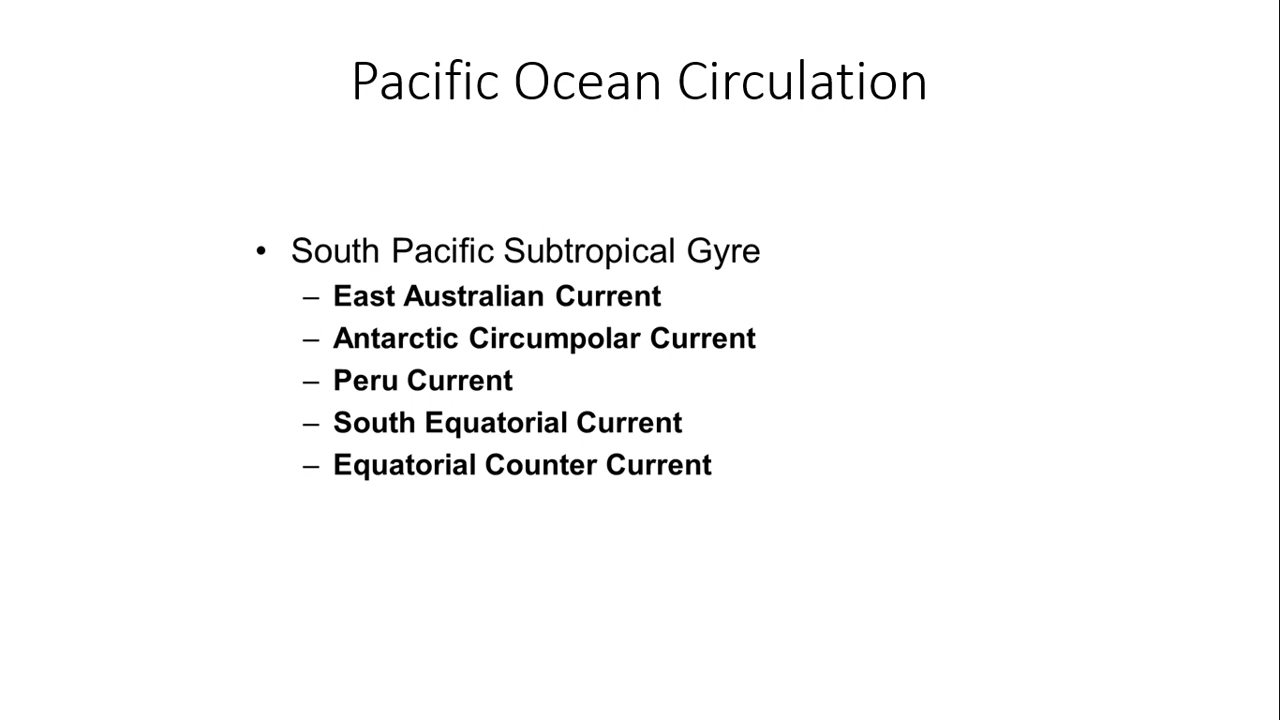 Pacific Ocean Circulation
• South Pacific Subtropical Gyre
– East Australian Current
– Antarctic Circumpolar Current
– Peru Current
– South Equatorial Current
– Equatorial Counter Current